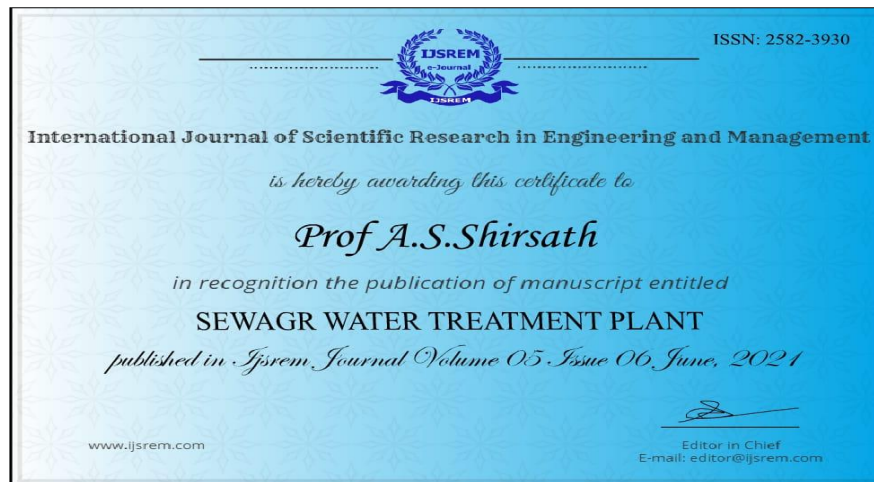 ISSN: 2582-3930
IJSREM
e-Journal
IJSREM
International Journal of Scientific Research in Engineering and Management
is hereby awarding this certificate to
Prof A.S.Shirsath
in recognition the publication of manuscript entitled
SEWAGR WATER TREATMENT PLANT
published in Ijsrem Journal Volume 05 Issue 06 June, 2021
www.ijsrem.com
Editor in Chief
E-mail: editor@ijsrem.com